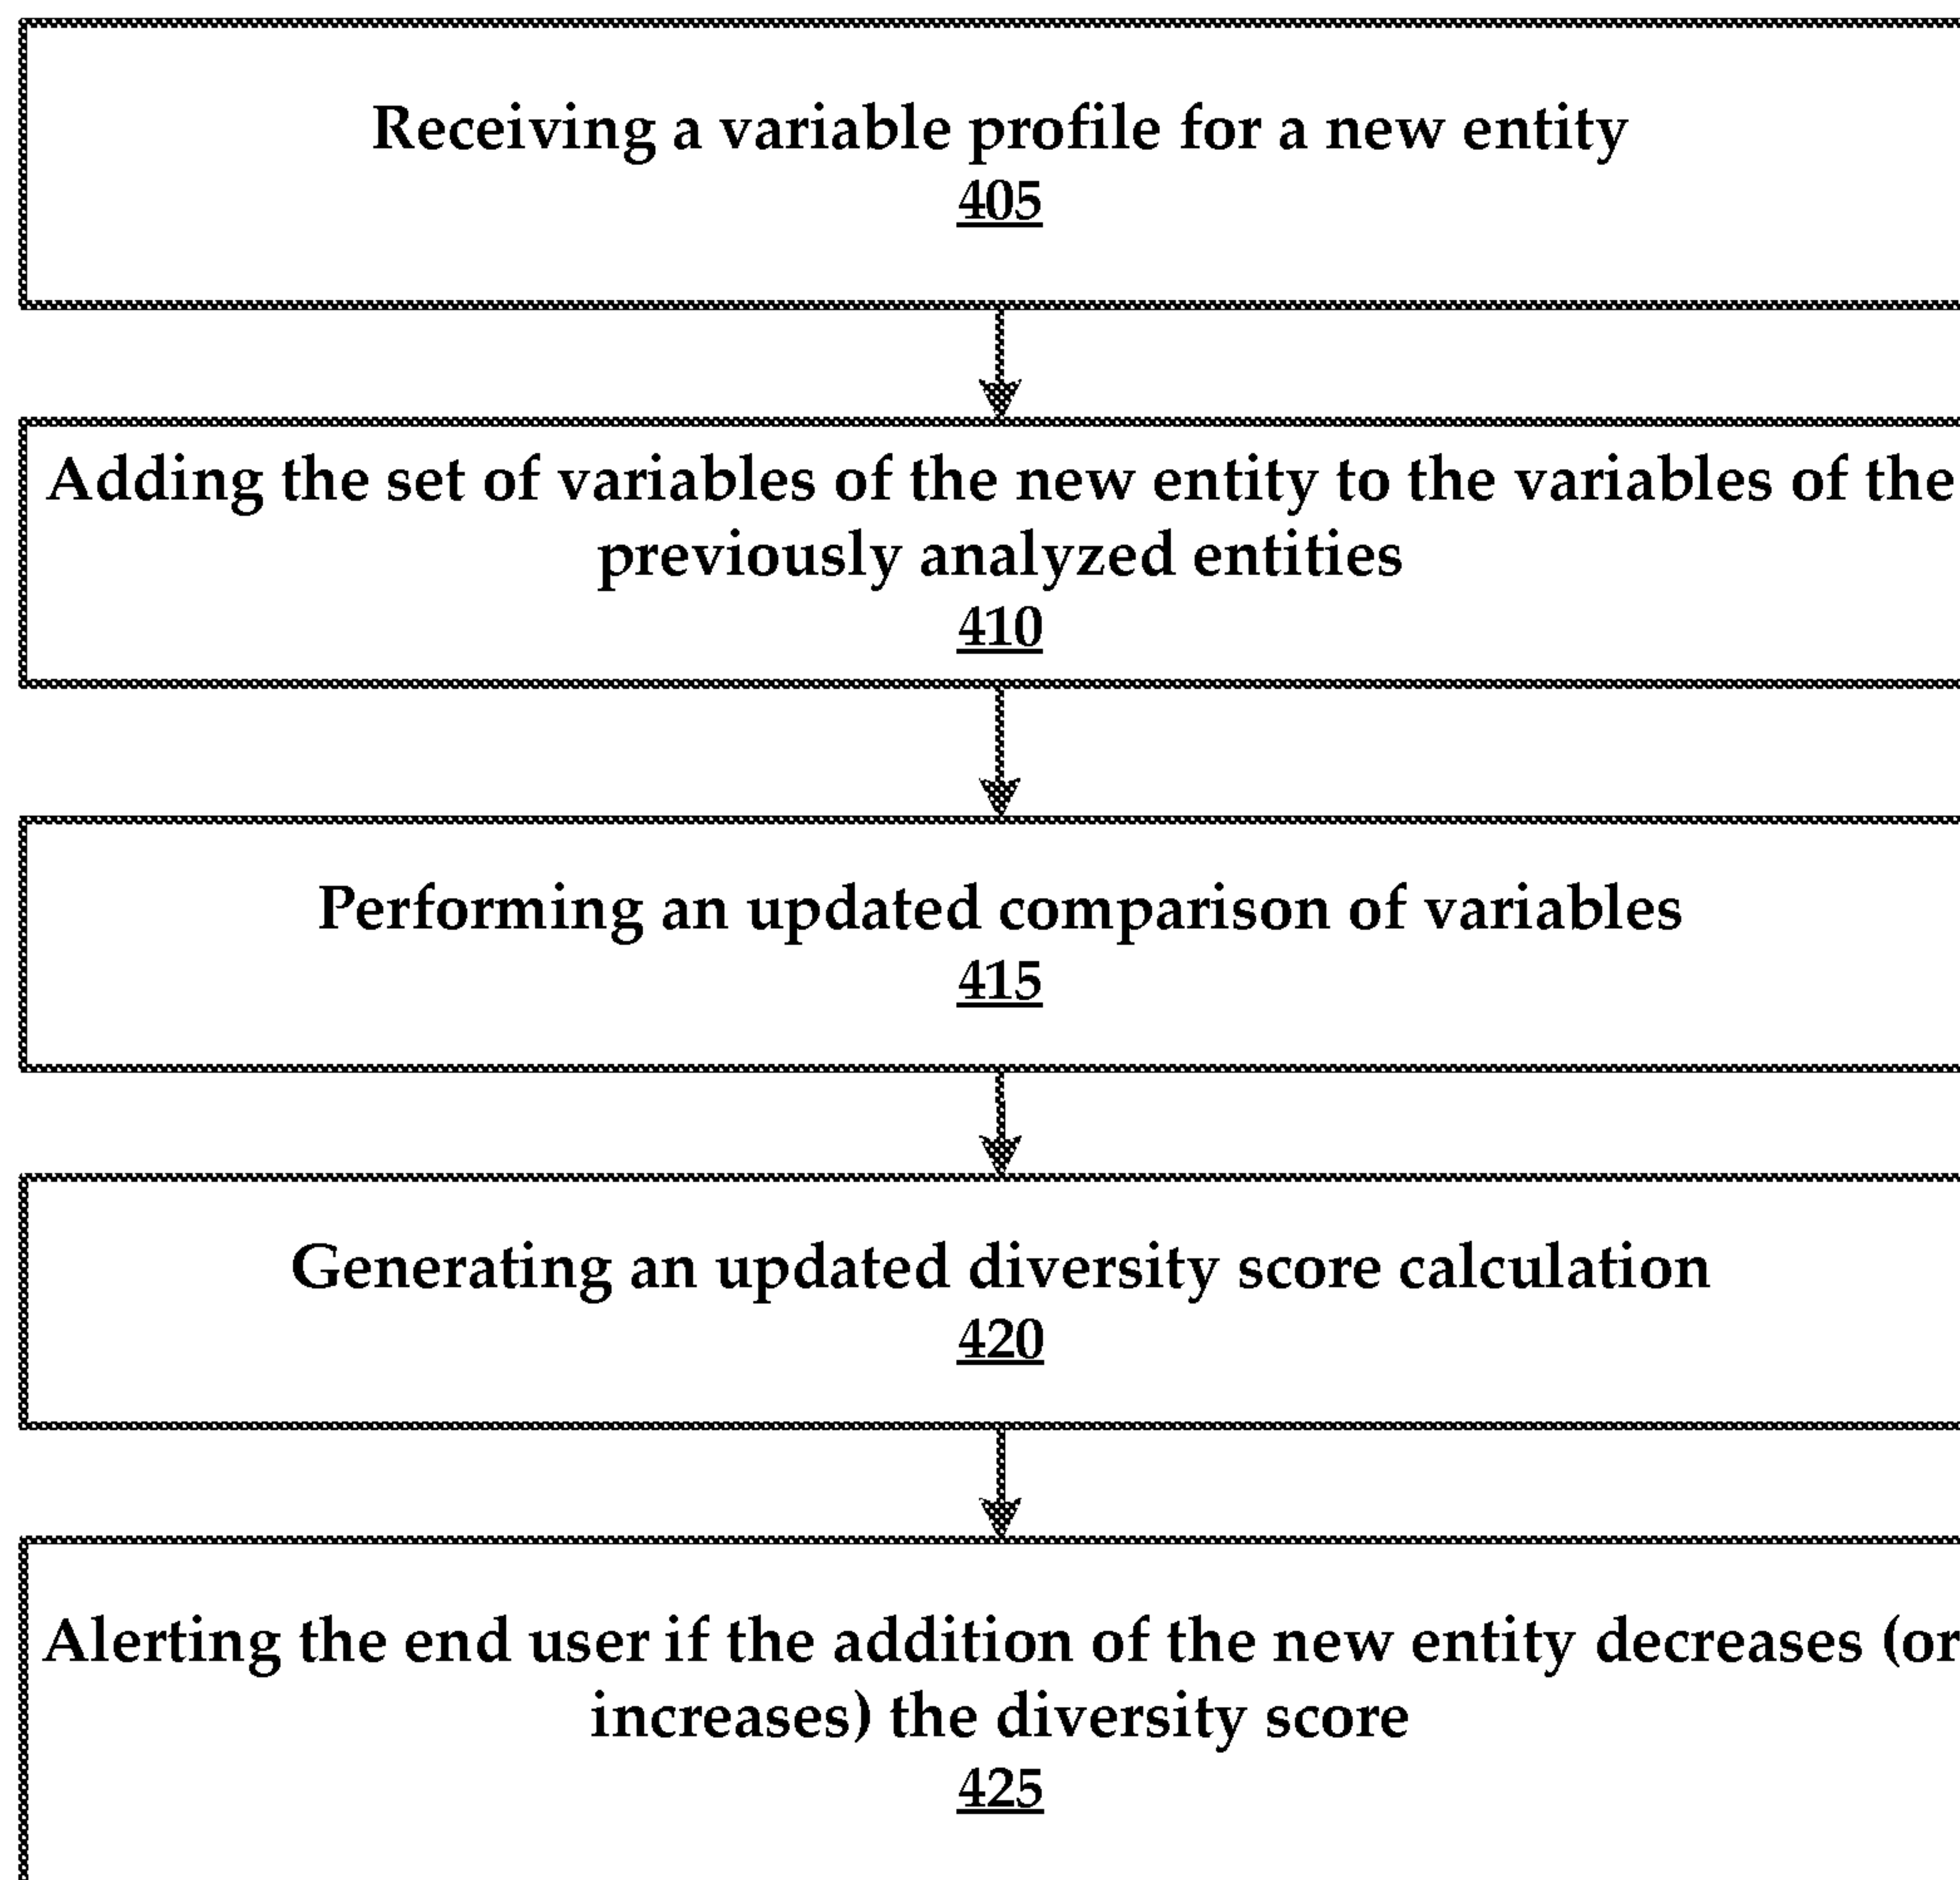 Receiving a variable profile for a new entity
405
Adding the set of variables of the new entity to the variables of the
previously analyzed entities
410
Performing an updated comparison of variables
415
Generating an updated diversity score calculation
420
Alerting the end user if the addition of the new entity decreases (or
increases) the diversity score
425